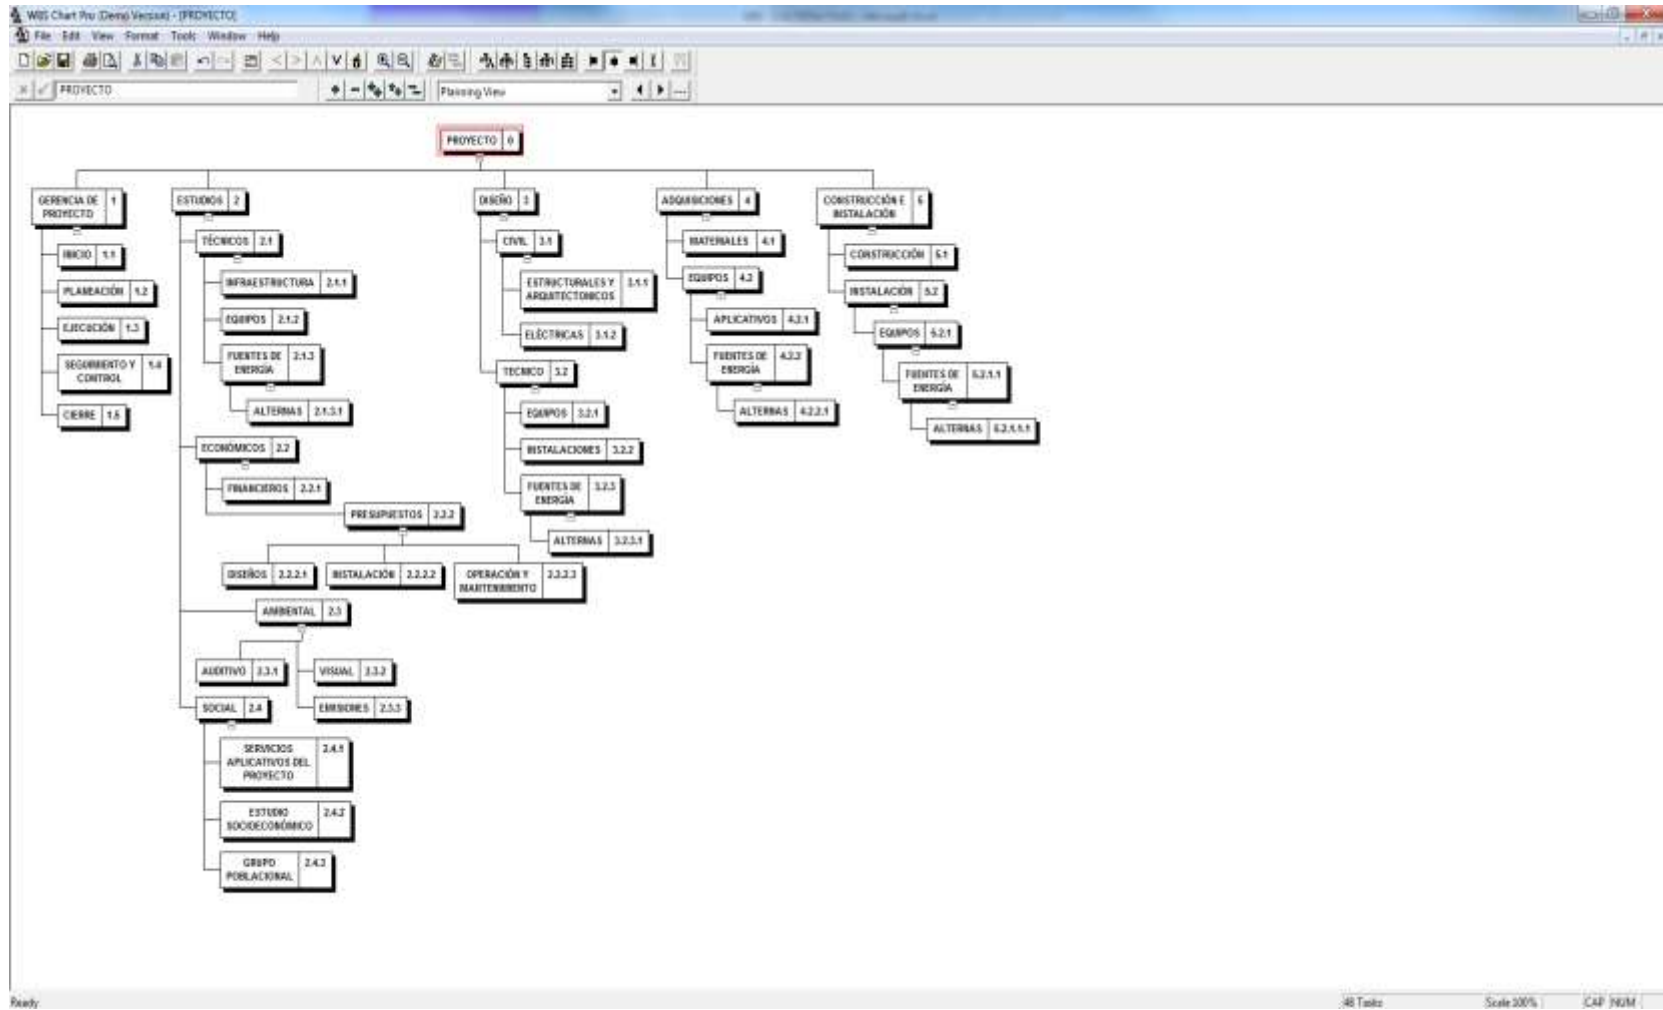 WBS Chart Pro (Demo Version) - [PROYECTO]
File Edit View Format Tools Window Help
PROYECTO
Planning View
PROYECTO 0
GERENCIA DE 1
PROYECTO
INICIO 1.1
PLANEACIÓN 1.2
EJECUCIÓN 1.3
SEGUIMIENTO Y 1.4
CONTROL
CIERRE 1.5
ESTUDIOS 2
TÉCNICOS 2.1
INFRAESTRUCTURA 2.1.1
EQUIPOS 2.1.2
FUENTES DE 2.1.3
ENERGÍA
ALTERNAS 2.1.3.1
ECONÓMICOS 2.2
FINANCIEROS 2.2.1
PRESUPUESTOS 2.2.2
DISEÑOS 2.2.2.1
INSTALACIÓN 2.2.2.2
OPERACIÓN Y 2.2.2.3
MANTENIMIENTO
AMBIENTAL 2.3
AUDITIVO 2.3.1
VISUAL 2.3.2
EMISIONES 2.3.3
SOCIAL 2.4
SERVICIOS 2.4.1
APLICATIVOS DEL
PROYECTO
ESTUDIO 2.4.2
SOCIOECONÓMICO
GRUPO 2.4.3
POBLACIONAL
DISEÑO 3
CIVIL 3.1
ESTRUCTURALES Y 3.1.1
ARQUITECTONICOS
ELÉCTRICAS 3.1.2
TECNICO 3.2
EQUIPOS 3.2.1
INSTALACIONES 3.2.2
FUENTES DE 3.2.3
ENERGÍA
ALTERNAS 3.2.3.1
ADQUISICIONES 4
MATERIALES 4.1
EQUIPOS 4.2
APLICATIVOS 4.2.1
FUENTES DE 4.2.2
ENERGÍA
ALTERNAS 4.2.2.1
CONSTRUCCIÓN E 5
INSTALACIÓN
CONSTRUCCIÓN 5.1
INSTALACIÓN 5.2
EQUIPOS 5.2.1
FUENTES DE 5.2.1.1
ENERGÍA
ALTERNAS 5.2.1.1.1
Ready
48 Tasks
Scale 100%
CAP NUM